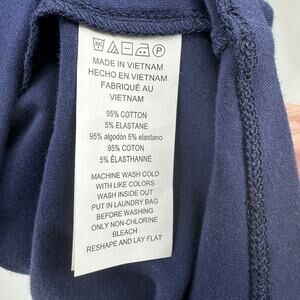 MADE IN VIETNAM
HECHO EN VIETNAM
FABRIQUÉ AU
VIETNAM
95% COTTON
5% ELASTANE
95% algodón 5% elastano
95% COTON
5% ÉLASTHANNE
MACHINE WASH COLD
WITH LIKE COLORS
WASH INSIDE OUT
PUT IN LAUNDRY BAG
BEFORE WASHING
ONLY NON-CHLORINE
BLEACH
RESHAPE AND LAY FLAT